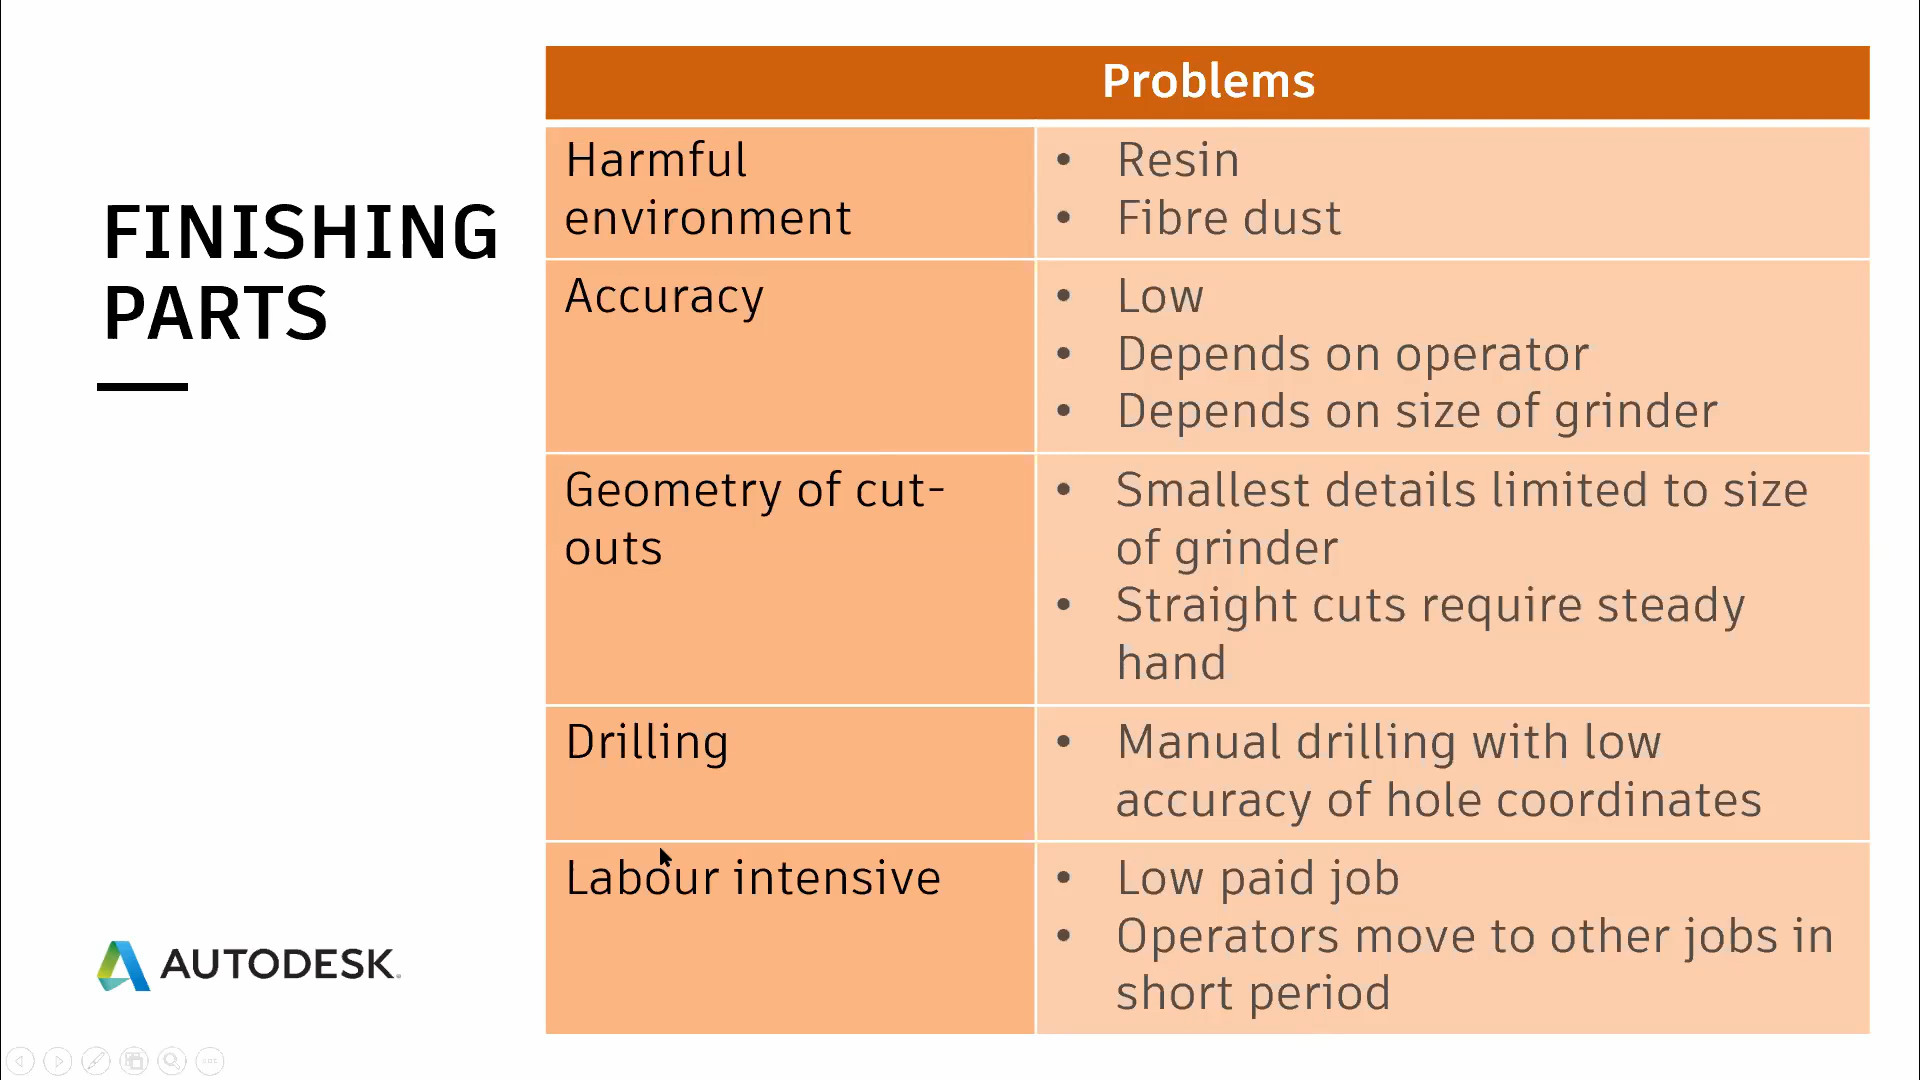 FINISHING
PARTS
Problems
Harmful
environment
• Resin
• Fibre dust
Accuracy
• Low
• Depends on operator
• Depends on size of grinder
Geometry of cut-
outs
• Smallest details limited to size
of grinder
• Straight cuts require steady
hand
Drilling
• Manual drilling with low
accuracy of hole coordinates
Labour intensive
• Low paid job
• Operators move to other jobs in
short period
AUTODESK.